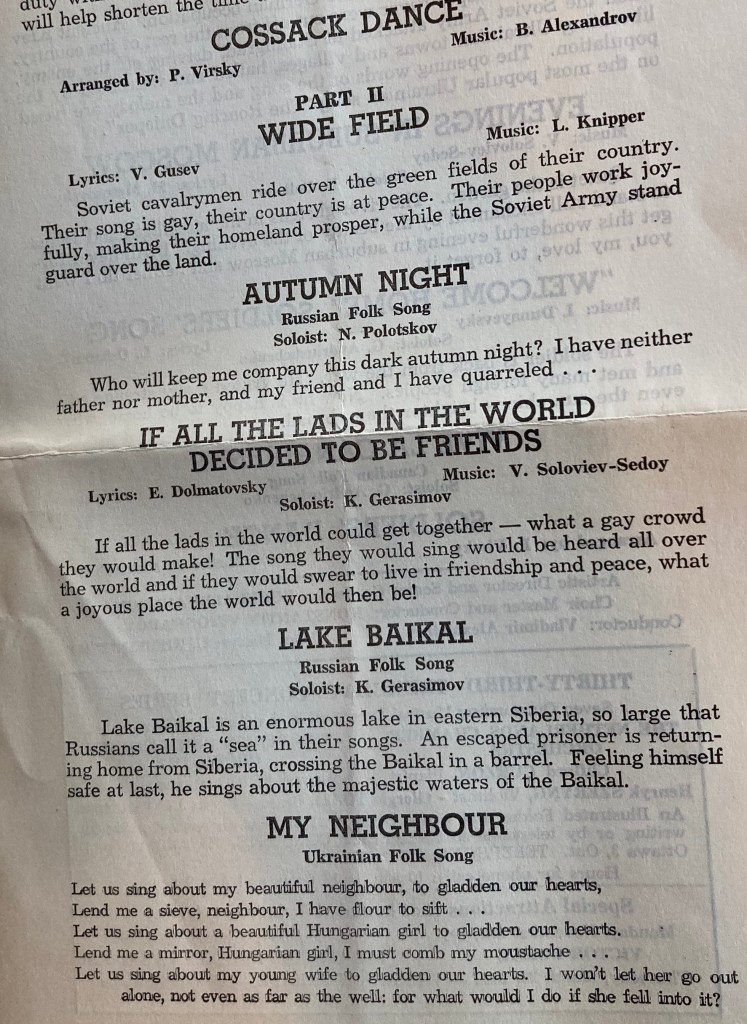 duty
will help shorten the time
COSSACK DANCE
Arranged by: P. Virsky Music: B. Alexandrov
PART II
WIDE FIELD
Lyrics: V. Gusev Music: L. Knipper
Soviet cavalrymen ride over the green fields of their country.
Their song is gay, their country is at peace. Their people work joy-
fully, making their homeland prosper, while the Soviet Army stand
guard over the land.
AUTUMN NIGHT
Russian Folk Song
Soloist: N. Polotskov
Who will keep me company this dark autumn night? I have neither
father nor mother, and my friend and I have quarreled . . .
IF ALL THE LADS IN THE WORLD
DECIDED TO BE FRIENDS
Lyrics: E. Dolmatovsky Music: V. Soloviev-Sedoy
Soloist: K. Gerasimov
If all the lads in the world could get together — what a gay crowd
they would make! The song they would sing would be heard all over
the world and if they would swear to live in friendship and peace, what
a joyous place the world would then be!
LAKE BAIKAL
Russian Folk Song
Soloist: K. Gerasimov
Lake Baikal is an enormous lake in eastern Siberia, so large that
Russians call it a “sea” in their songs. An escaped prisoner is return-
ing home from Siberia, crossing the Baikal in a barrel. Feeling himself
safe at last, he sings about the majestic waters of the Baikal.
MY NEIGHBOUR
Ukrainian Folk Song
Let us sing about my beautiful neighbour, to gladden our hearts,
Lend me a sieve, neighbour, I have flour to sift . . .
Let us sing about a beautiful Hungarian girl to gladden our hearts.
Lend me a mirror, Hungarian girl, I must comb my moustache . . .
Let us sing about my young wife to gladden our hearts. I won’t let her go out
alone, not even as far as the well: for what would I do if she fell into it?